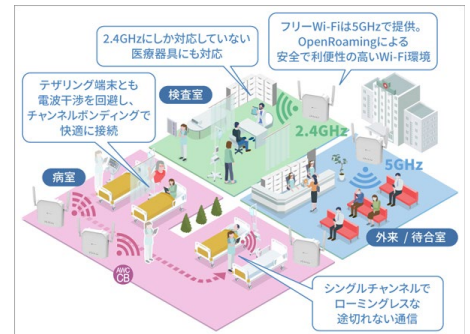 2.4GHzにしか対応していない
医療器具にも対応
フリーWi-Fiは5GHzで提供。
OpenRoamingによる
安全で利便性の高いWi-Fi環境
テザリング端末とも
電波干渉を回避し、
チャンネルボンディングで
快適に接続
検査室
2.4GHz
5GHz
病室
外来 / 待合室
AWC
CB
シングルチャンネルで
ローミングレスな
途切れない通信